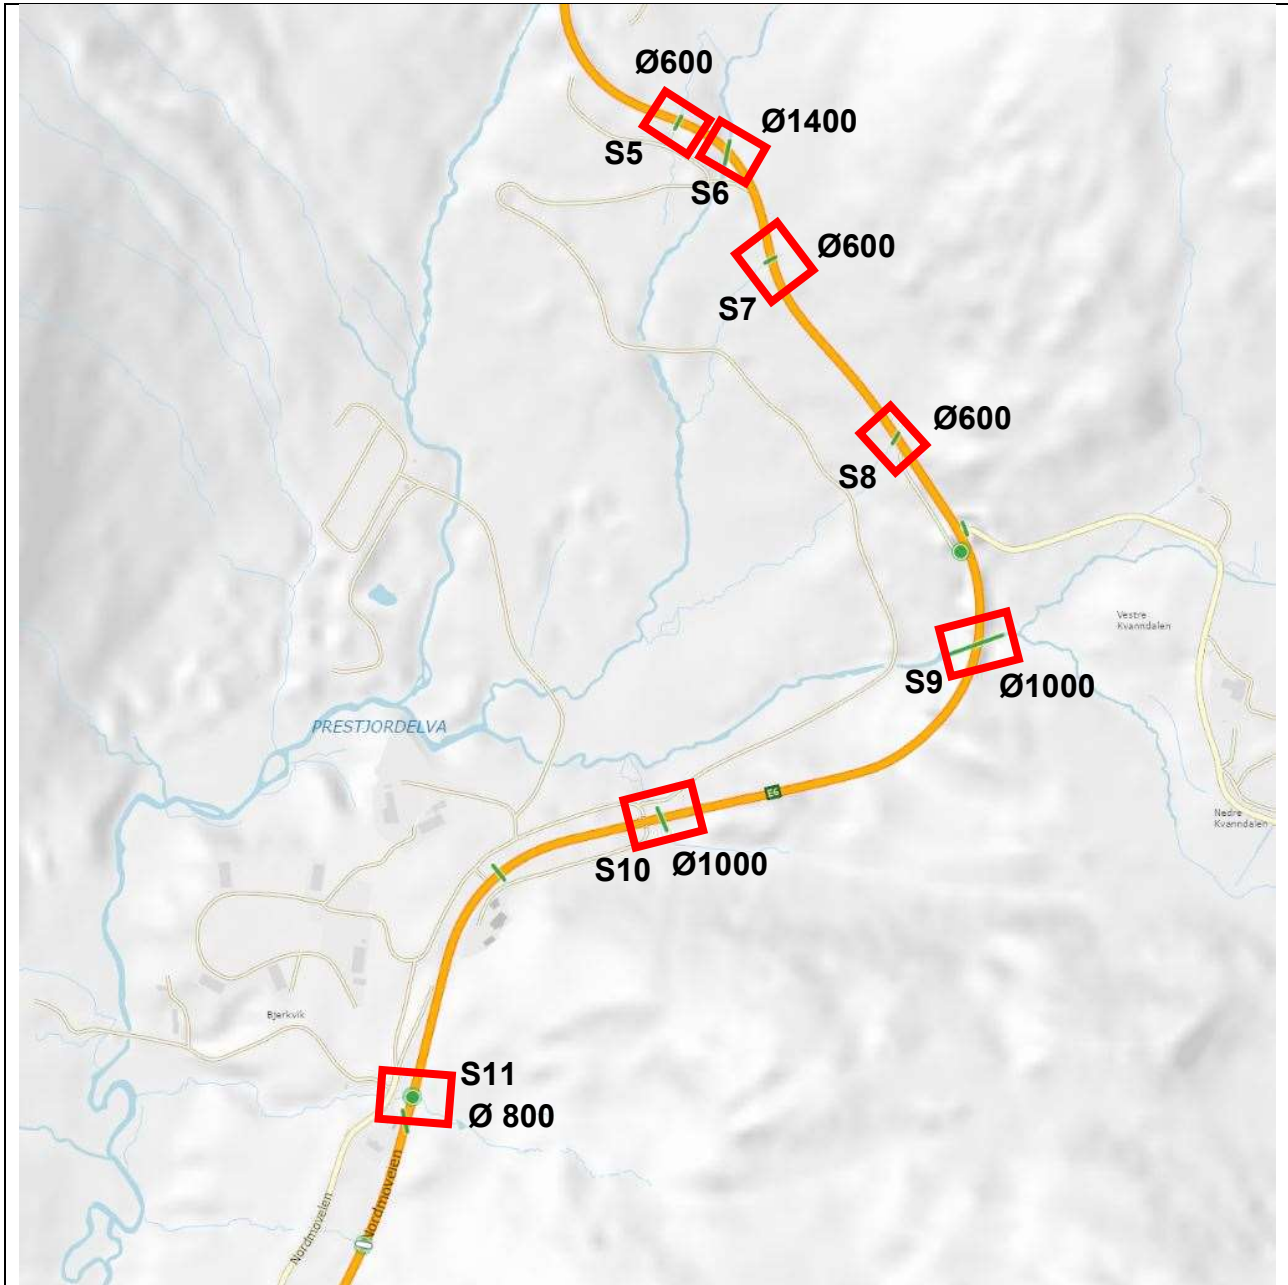 Ø600
Ø1400
S5
S6
Ø600
S7
Ø600
S8
Vestre
Kvanndalen
S9
Ø1000
PRESTJORDELVA
E6
Nedre
Kvanndalen
S10
Ø1000
Bjerkvik
S11
Ø 800
Nordmoveien
Nordmoveien